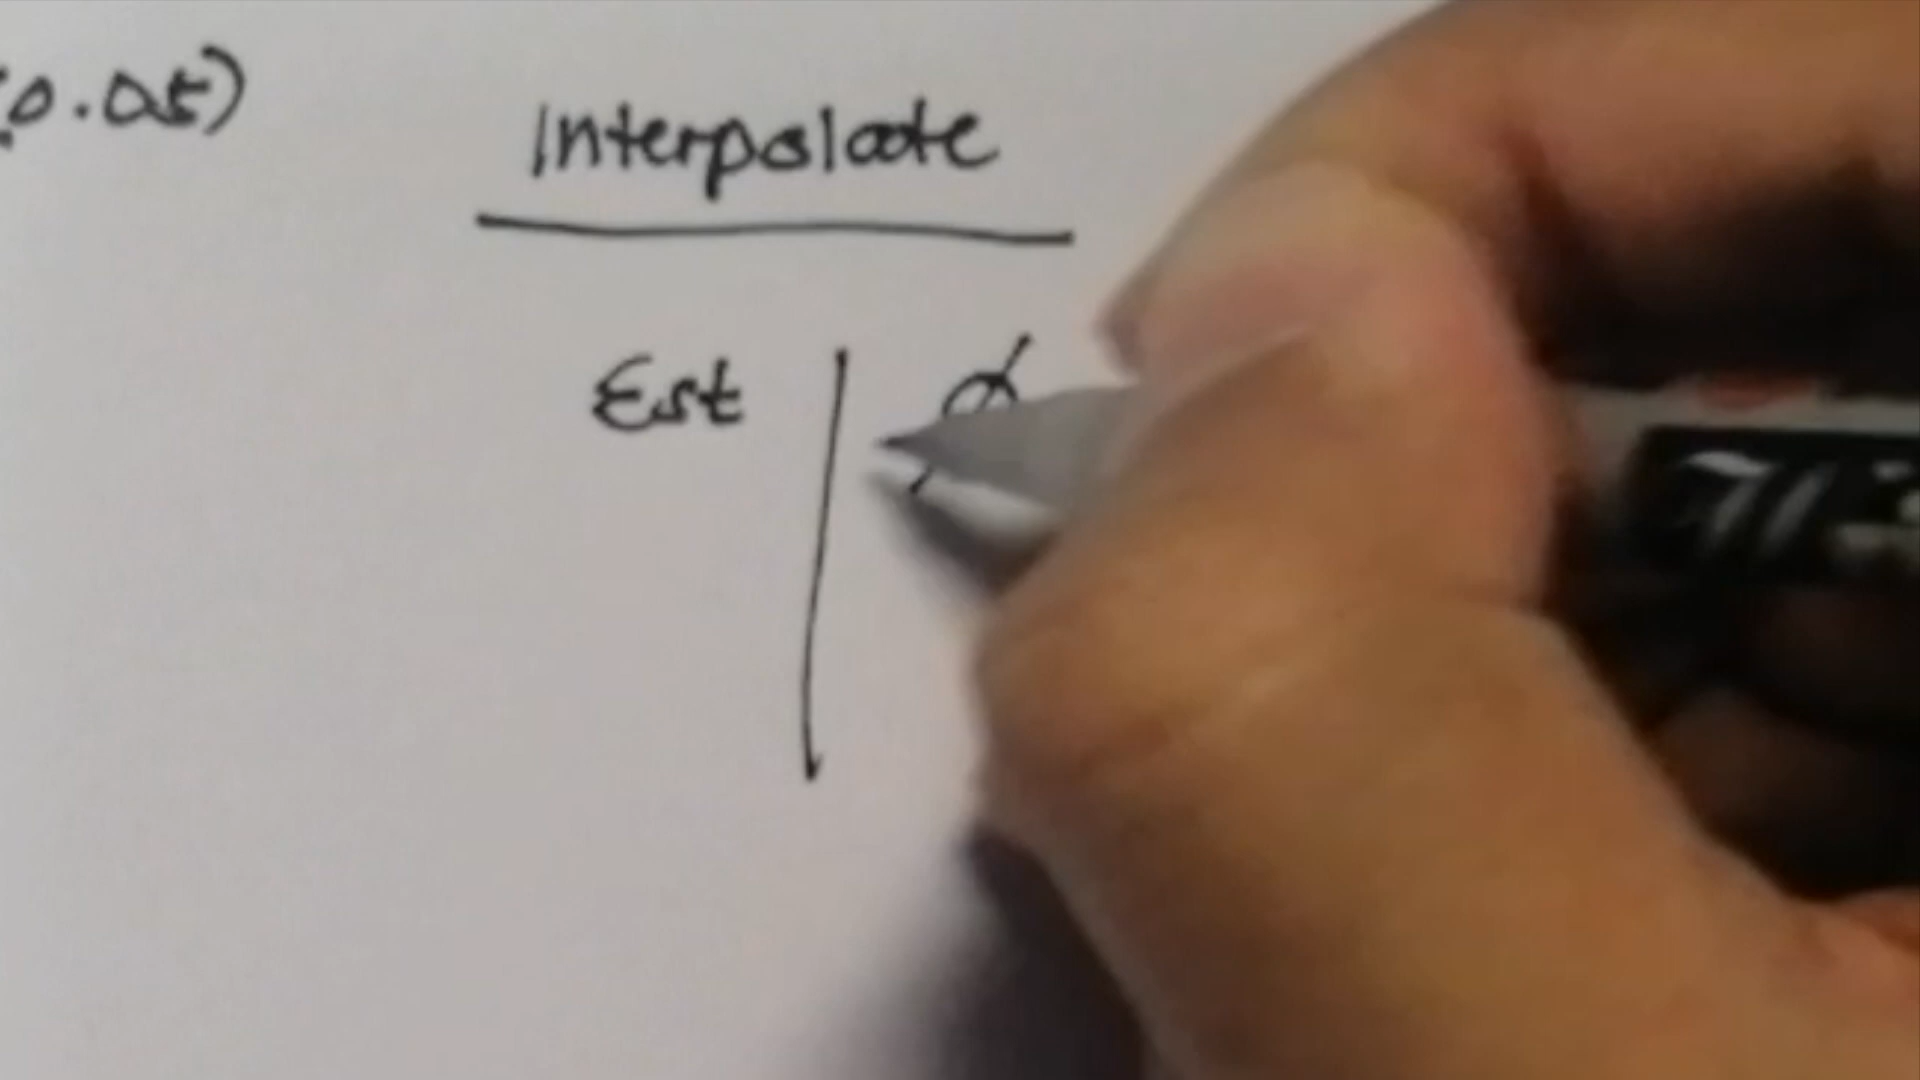 (0.05)
Interpolate
Est
φ